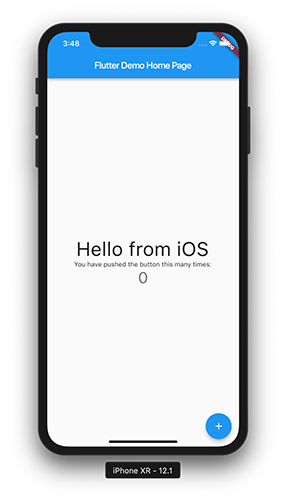 3:48
DEBUG
Flutter Demo Home Page
Hello from iOS
You have pushed the button this many times:
0
+
iPhone XR - 12.1